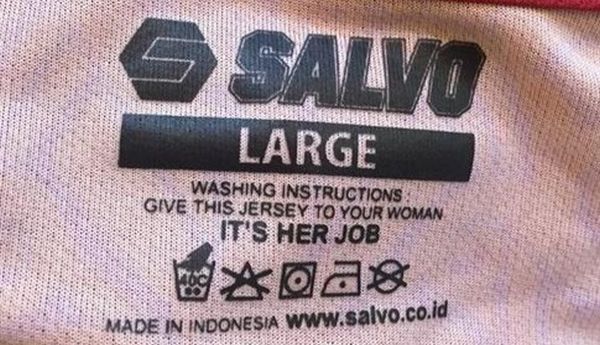 SALVO
LARGE
WASHING INSTRUCTIONS :
GIVE THIS JERSEY TO YOUR WOMAN
IT'S HER JOB
40C
MADE IN INDONESIA www.salvo.co.id